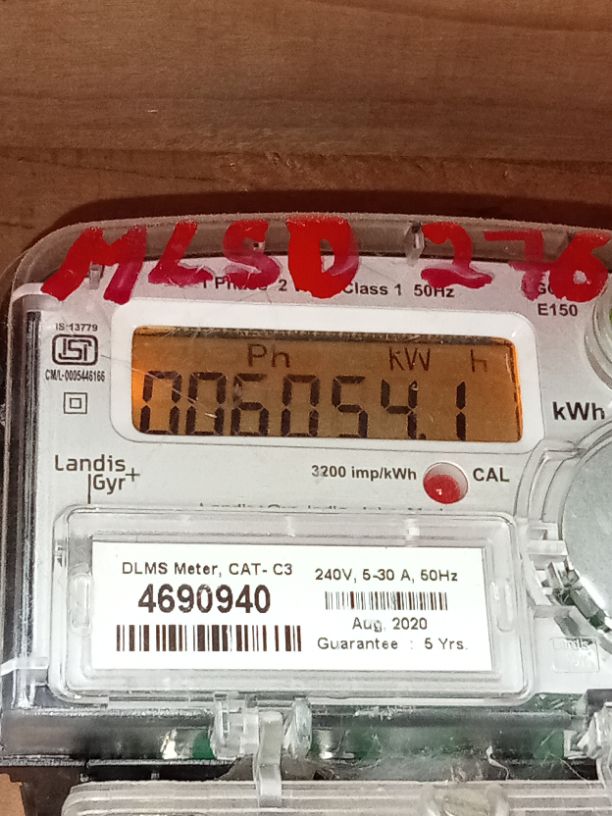 MLSD 276
Class 1 50Hz
E150
IS:13779
CM/L-0005446166
Ph kW h
006054.1
kWh
Landis
Gyr+
3200 imp/kWh CAL
DLMS Meter, CAT- C3
4690940
240V, 5-30 A, 50Hz
Aug. 2020
Guarantee : 5 Yrs.